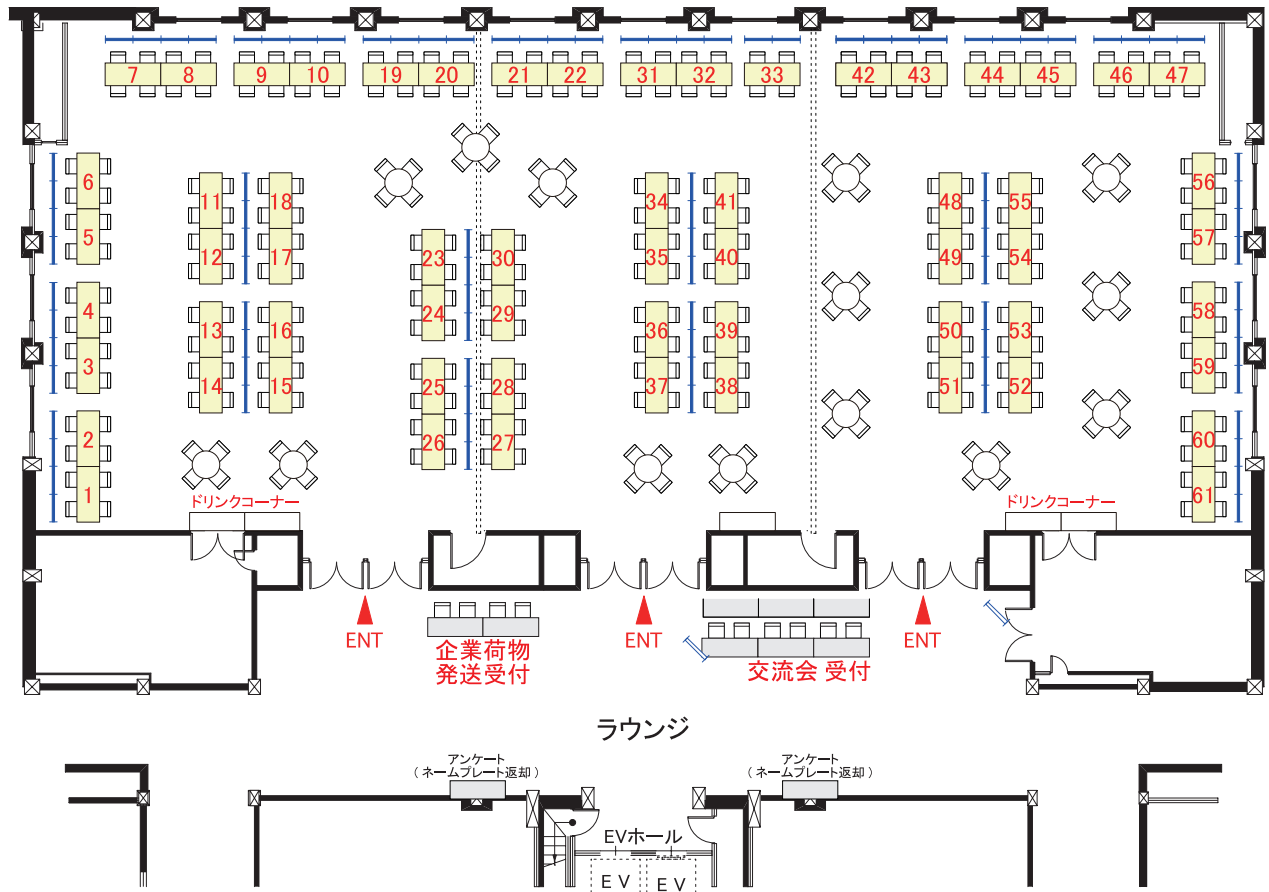 7 8 9 10 19 20 21 22 31 32 33 42 43 44 45 46 47
6 11 18 34 41 48 55 56
5 12 17 23 30 35 40 49 54 57
4 13 16 24 29 36 39 50 53 58
3 14 15 25 28 37 38 51 52 59
2 26 27 60
1 61
ドリンクコーナー ドリンクコーナー
ENT ENT ENT
企業荷物
発送受付
交流会 受付
ラウンジ
アンケート
(ネームプレート返却)
アンケート
(ネームプレート返却)
EVホール
EV EV